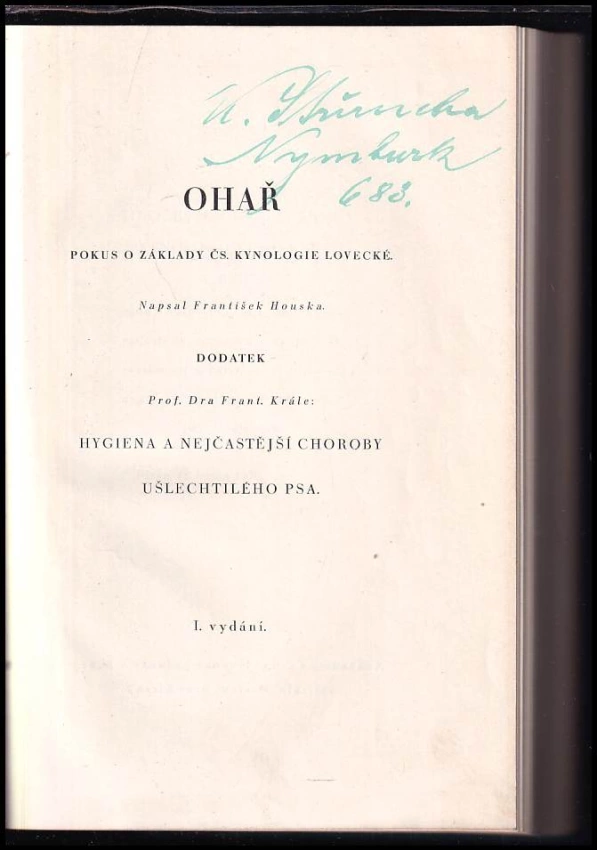 Nymburk
683.
OHAŘ
POKUS O ZÁKLADY ČS. KYNOLOGIE LOVECKÉ.
Napsal František Houska.
DODATEK
Prof. Dra Frant. Krále:
HYGIENA A NEJČASTĚJŠÍ CHOROBY
UŠLECHTILÉHO PSA.
I. vydání.